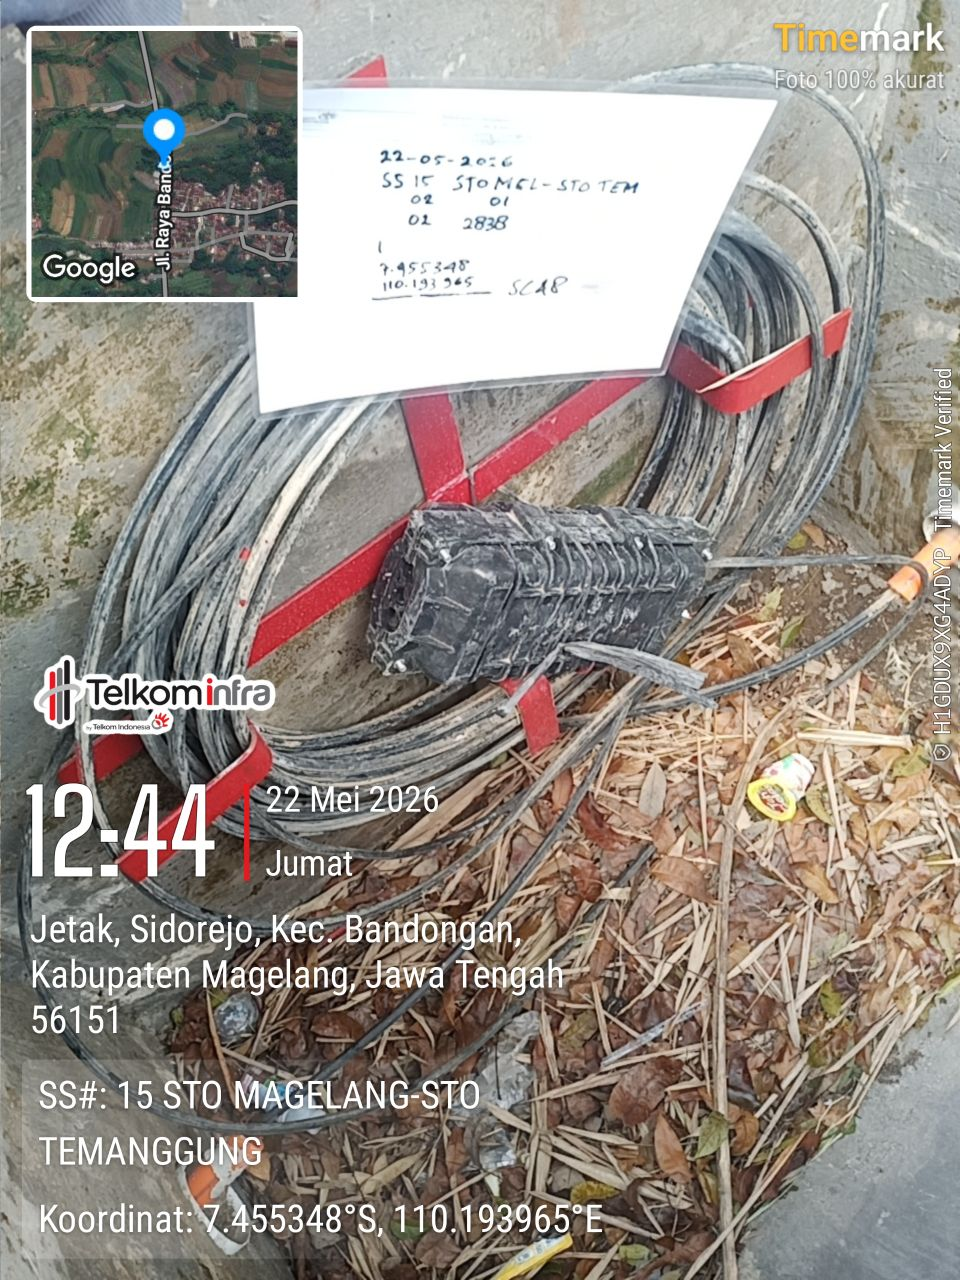 Timemark
Foto 100% akurat
Jl. Raya Band
Google
22-05-2026
SS 15 STO MGL-STO TEM
02 01
02 2838
1
7.455348
110.193965 SCAB
H1GDUX9XG4ADYP Timemark Verified
Telkominfra
by Telkom Indonesia
12:44
22 Mei 2026
Jumat
Jetak, Sidorejo, Kec. Bandongan,
Kabupaten Magelang, Jawa Tengah
56151
SS#: 15 STO MAGELANG-STO
TEMANGGUNG
Koordinat: 7.455348°S, 110.193965°E